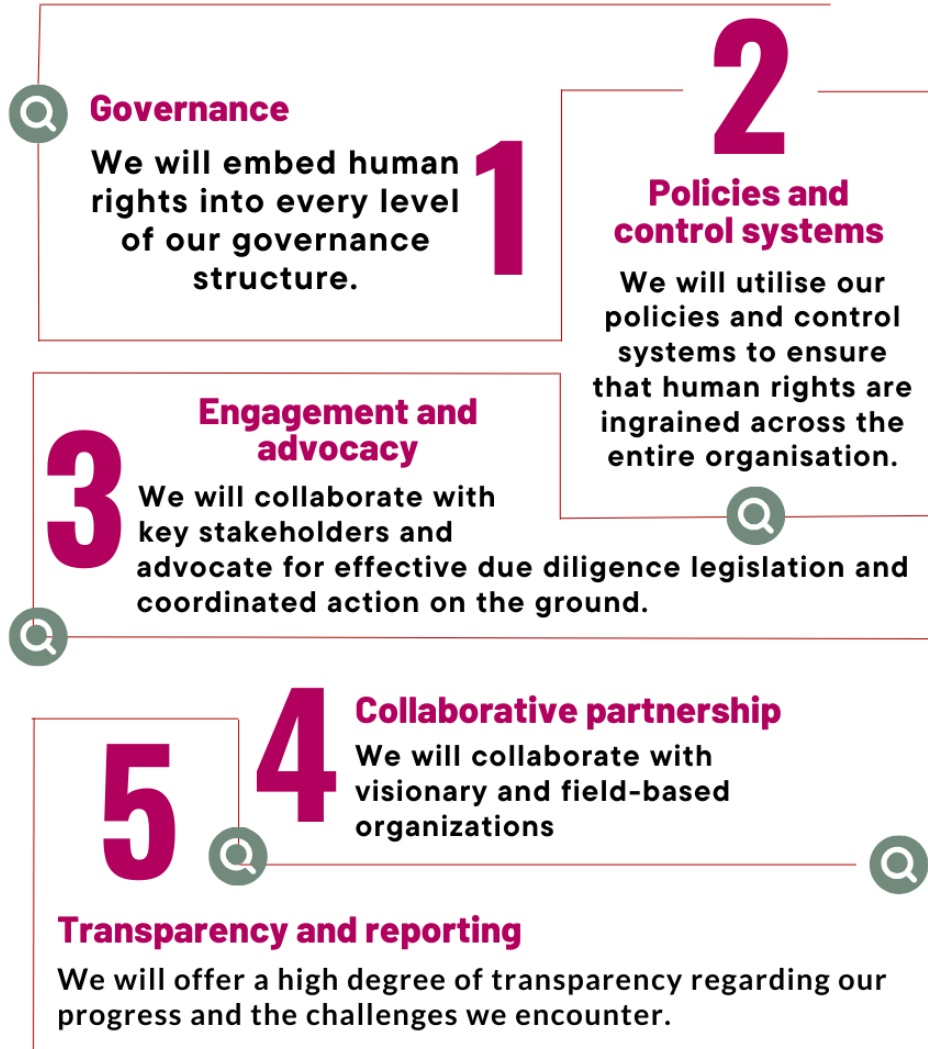 1
Governance
We will embed human
rights into every level
of our governance
structure.
2
Policies and
control systems
We will utilise our
policies and control
systems to ensure
that human rights are
ingrained across the
entire organisation.
3
Engagement and
advocacy
We will collaborate with
key stakeholders and
advocate for effective due diligence legislation and
coordinated action on the ground.
4
Collaborative partnership
We will collaborate with
visionary and field-based
organizations
5
Transparency and reporting
We will offer a high degree of transparency regarding our
progress and the challenges we encounter.